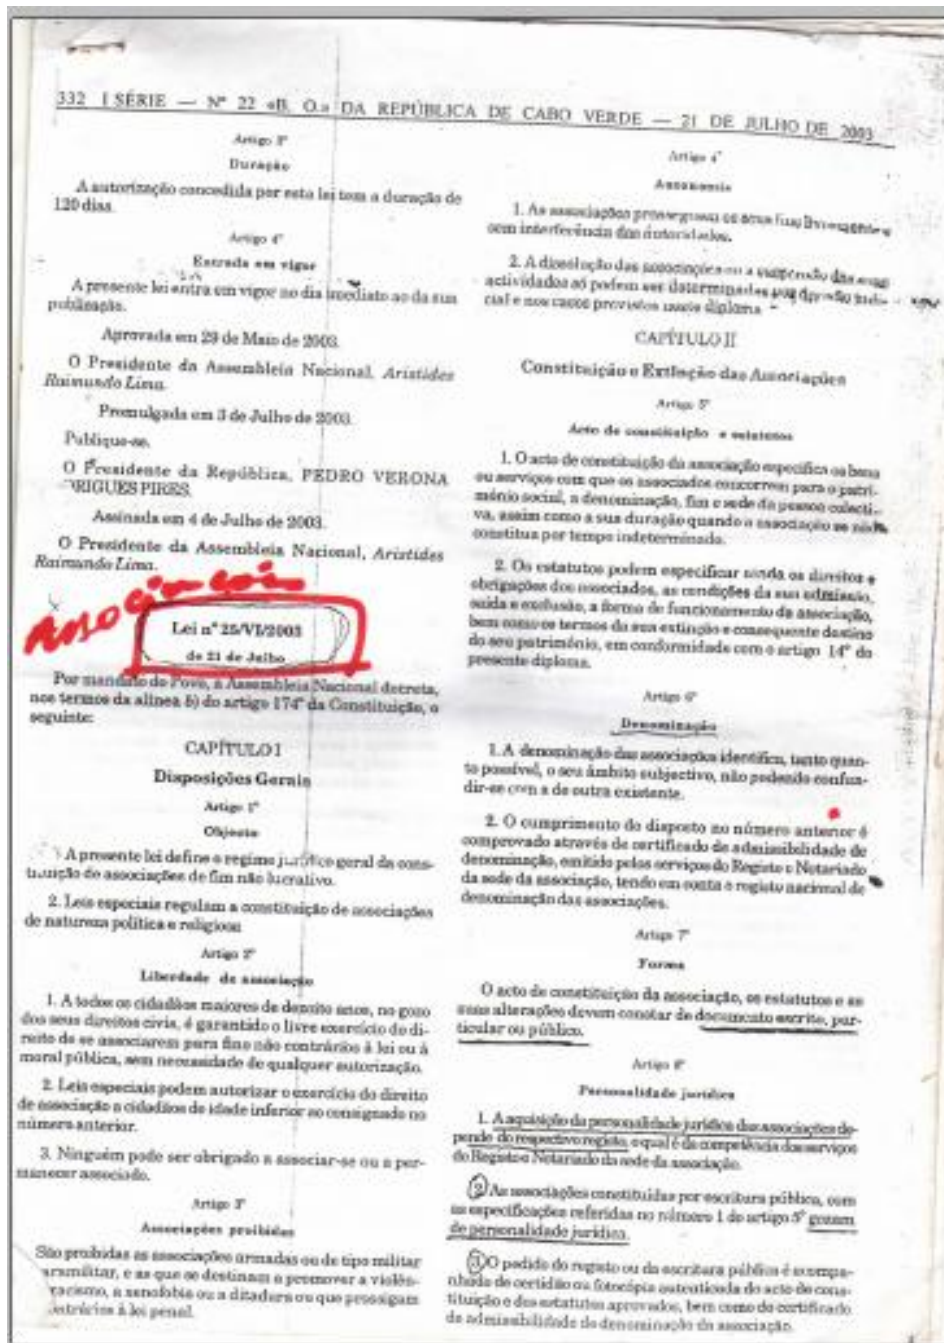 332 I SÉRIE — Nº 22 «B. O.» DA REPÚBLICA DE CABO VERDE — 21 DE JULHO DE 2003
Artigo 3º
Duração
A autorização concedida por esta lei tem a duração de
120 dias.
Artigo 4º
Entrada em vigor
A presente lei entra em vigor no dia imediato ao da sua
publicação.
Aprovada em 29 de Maio de 2003.
O Presidente da Assembleia Nacional, Aristides
Raimundo Lima.
Promulgada em 3 de Julho de 2003.
Publique-se.
O Presidente da República, PEDRO VERONA
RIGUES PIRES.
Assinada em 4 de Julho de 2003.
O Presidente da Assembleia Nacional, Aristides
Raimundo Lima.
Lei nº 25/VI/2003
de 21 de Julho
Por mandato do Povo, a Assembleia Nacional decreta,
nos termos da alínea b) do artigo 174º da Constituição, o
seguinte:
CAPÍTULO I
Disposições Gerais
Artigo 1º
Objecto
A presente lei define o regime jurídico geral da cons-
tituição de associações de fim não lucrativo.
2. Leis especiais regulam a constituição de associações
de natureza política e religiosa
Artigo 2º
Liberdade de associação
1. A todos os cidadãos maiores de dezoito anos, no gozo
dos seus direitos civis, é garantido o livre exercício do di-
reito de se associarem para fins não contrários à lei ou à
moral pública, sem necessidade de qualquer autorização.
2. Leis especiais podem autorizar o exercício do direito
de associação a cidadãos de idade inferior ao consignado no
número anterior.
3. Ninguém pode ser obrigado a associar-se ou a per-
manecer associado.
Artigo 3º
Associações proibidas
São proibidas as associações armadas ou de tipo militar
aramilitar, e as que se destinam a promover a violên-
racismo, a xenofobia ou a ditadura ou que prossigam
ontrários à lei penal.
Artigo 4º
Autonomia
1. As associações prosseguem os seus fins livremente e
sem interferência das autoridades.
2. A dissolução das associações ou a suspensão das suas
actividades só podem ser determinadas por decisão judi-
cial e nos casos previstos neste diploma
CAPÍTULO II
Constituição e Extinção das Associações
Artigo 5º
Acto de constituição e estatutos
1. O acto de constituição da associação especifica os bens
ou serviços com que os associados concorrem para o patri-
mónio social, a denominação, fim e sede da pessoa colecti-
va, assim como a sua duração quando a associação se não
constitua por tempo indeterminado.
2. Os estatutos podem especificar ainda os direitos e
obrigações dos associados, as condições da sua admissão,
saída e exclusão, a forma de funcionamento da associação,
bem como os termos da sua extinção e consequente destino
do seu património, em conformidade com o artigo 14º do
presente diploma.
Artigo 6º
Denominação
1. A denominação das associações identifica, tanto quan-
to possível, o seu âmbito subjectivo, não podendo confun-
dir-se com a de outra existente.
2. O cumprimento do disposto no número anterior é
comprovado através de certificado de admissibilidade de
denominação, emitido pelos serviços do Registo e Notariado
da sede da associação, tendo em conta o registo nacional de
denominação das associações.
Artigo 7º
Forma
O acto de constituição da associação, os estatutos e as
suas alterações devem constar de documento escrito, par-
ticular ou público.
Artigo 8º
Personalidade jurídica
1. A aquisição da personalidade jurídica das associações de-
pende do respectivo registo, o qual é da competência dos serviços
do Registo e Notariado da sede da associação.
2 As associações constituídas por escritura pública, com
as especificações referidas no número 1 do artigo 5º gozam
de personalidade jurídica.
3 O pedido do registo ou da escritura pública é acompa-
nhado de certidão ou fotocópia autenticada do acto de cons-
tituição e dos estatutos aprovados, bem como do certificado
de admissibilidade de denominação da associação.